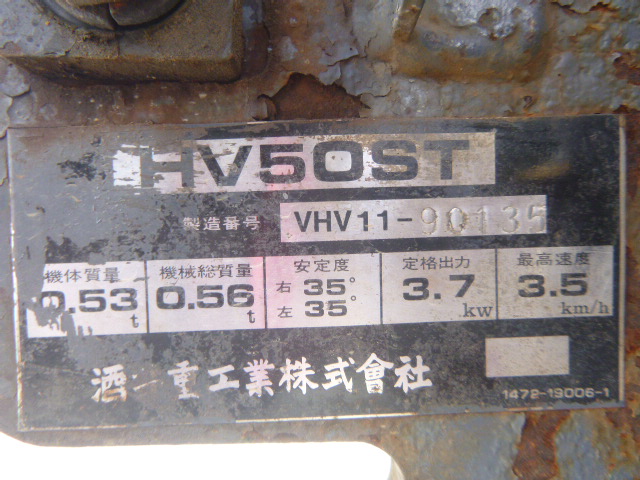 HV50ST
製造番号 VHV11-90135
機体質量 機械総質量 安定度 定格出力 最高速度
0.53 t 0.56 t 右 35° 左 35° 3.7 kw 3.5 km/h
重工業株式會社
1472-19006-1